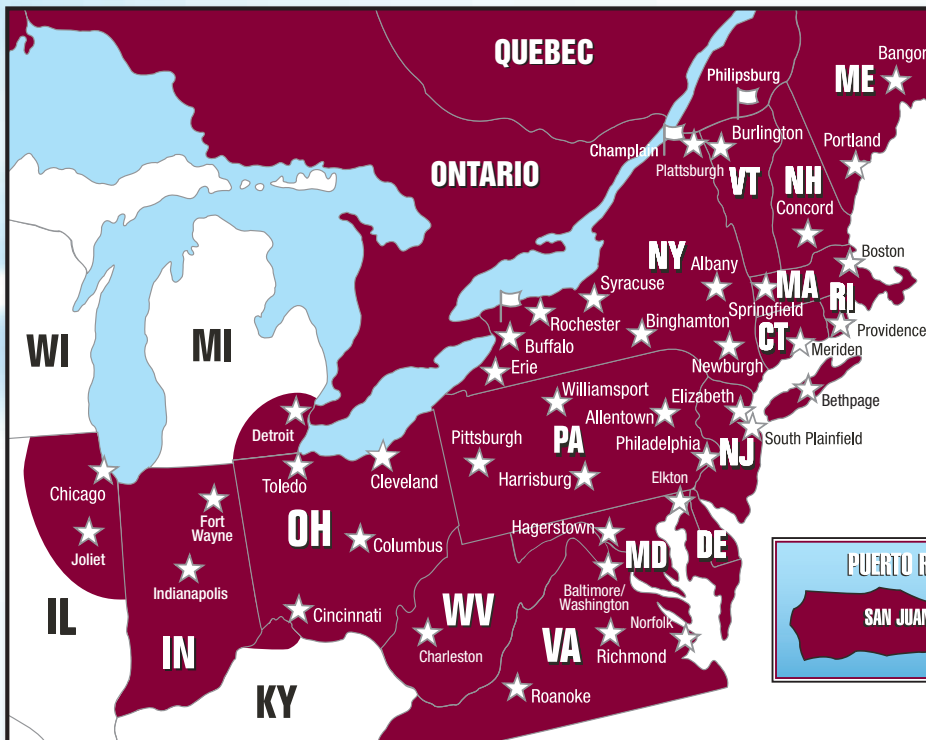 QUEBEC
Bangor
ME
Philipsburg
Champlain
Burlington
Plattsburgh
Portland
ONTARIO
VT
NH
Concord
NY
Albany
Boston
Syracuse
MA
RI
Springfield
Rochester
Binghamton
CT
Providence
Buffalo
Meriden
WI
MI
Erie
Newburgh
Williamsport
Elizabeth
Bethpage
Allentown
Detroit
Pittsburgh
PA
Philadelphia
NJ
South Plainfield
Chicago
Toledo
Cleveland
Harrisburg
Elkton
Fort
Wayne
OH
Columbus
Hagerstown
MD
DE
Joliet
Indianapolis
Baltimore/
Washington
PUERTO R
IL
Cincinnati
WV
SAN JUAN
Norfolk
IN
Charleston
VA
Richmond
KY
Roanoke